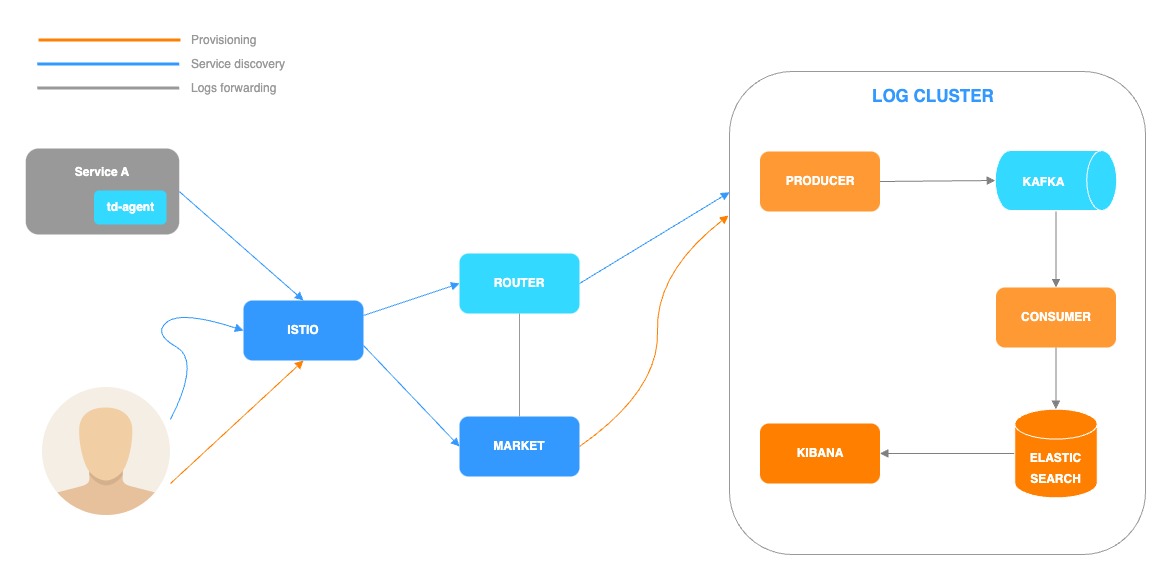 Provisioning
Service discovery
Logs forwarding
LOG CLUSTER
Service A
td-agent
PRODUCER
KAFKA
ROUTER
ISTIO
CONSUMER
MARKET
KIBANA
ELASTIC
SEARCH